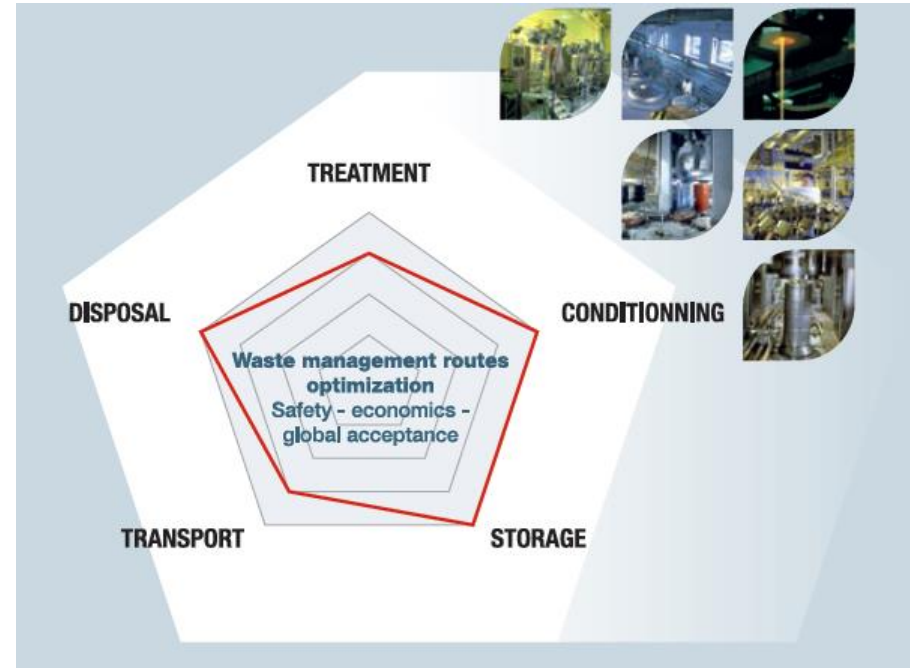 TREATMENT
DISPOSAL
CONDITIONNING
Waste management routes
optimization
Safety - economics -
global acceptance
TRANSPORT
STORAGE